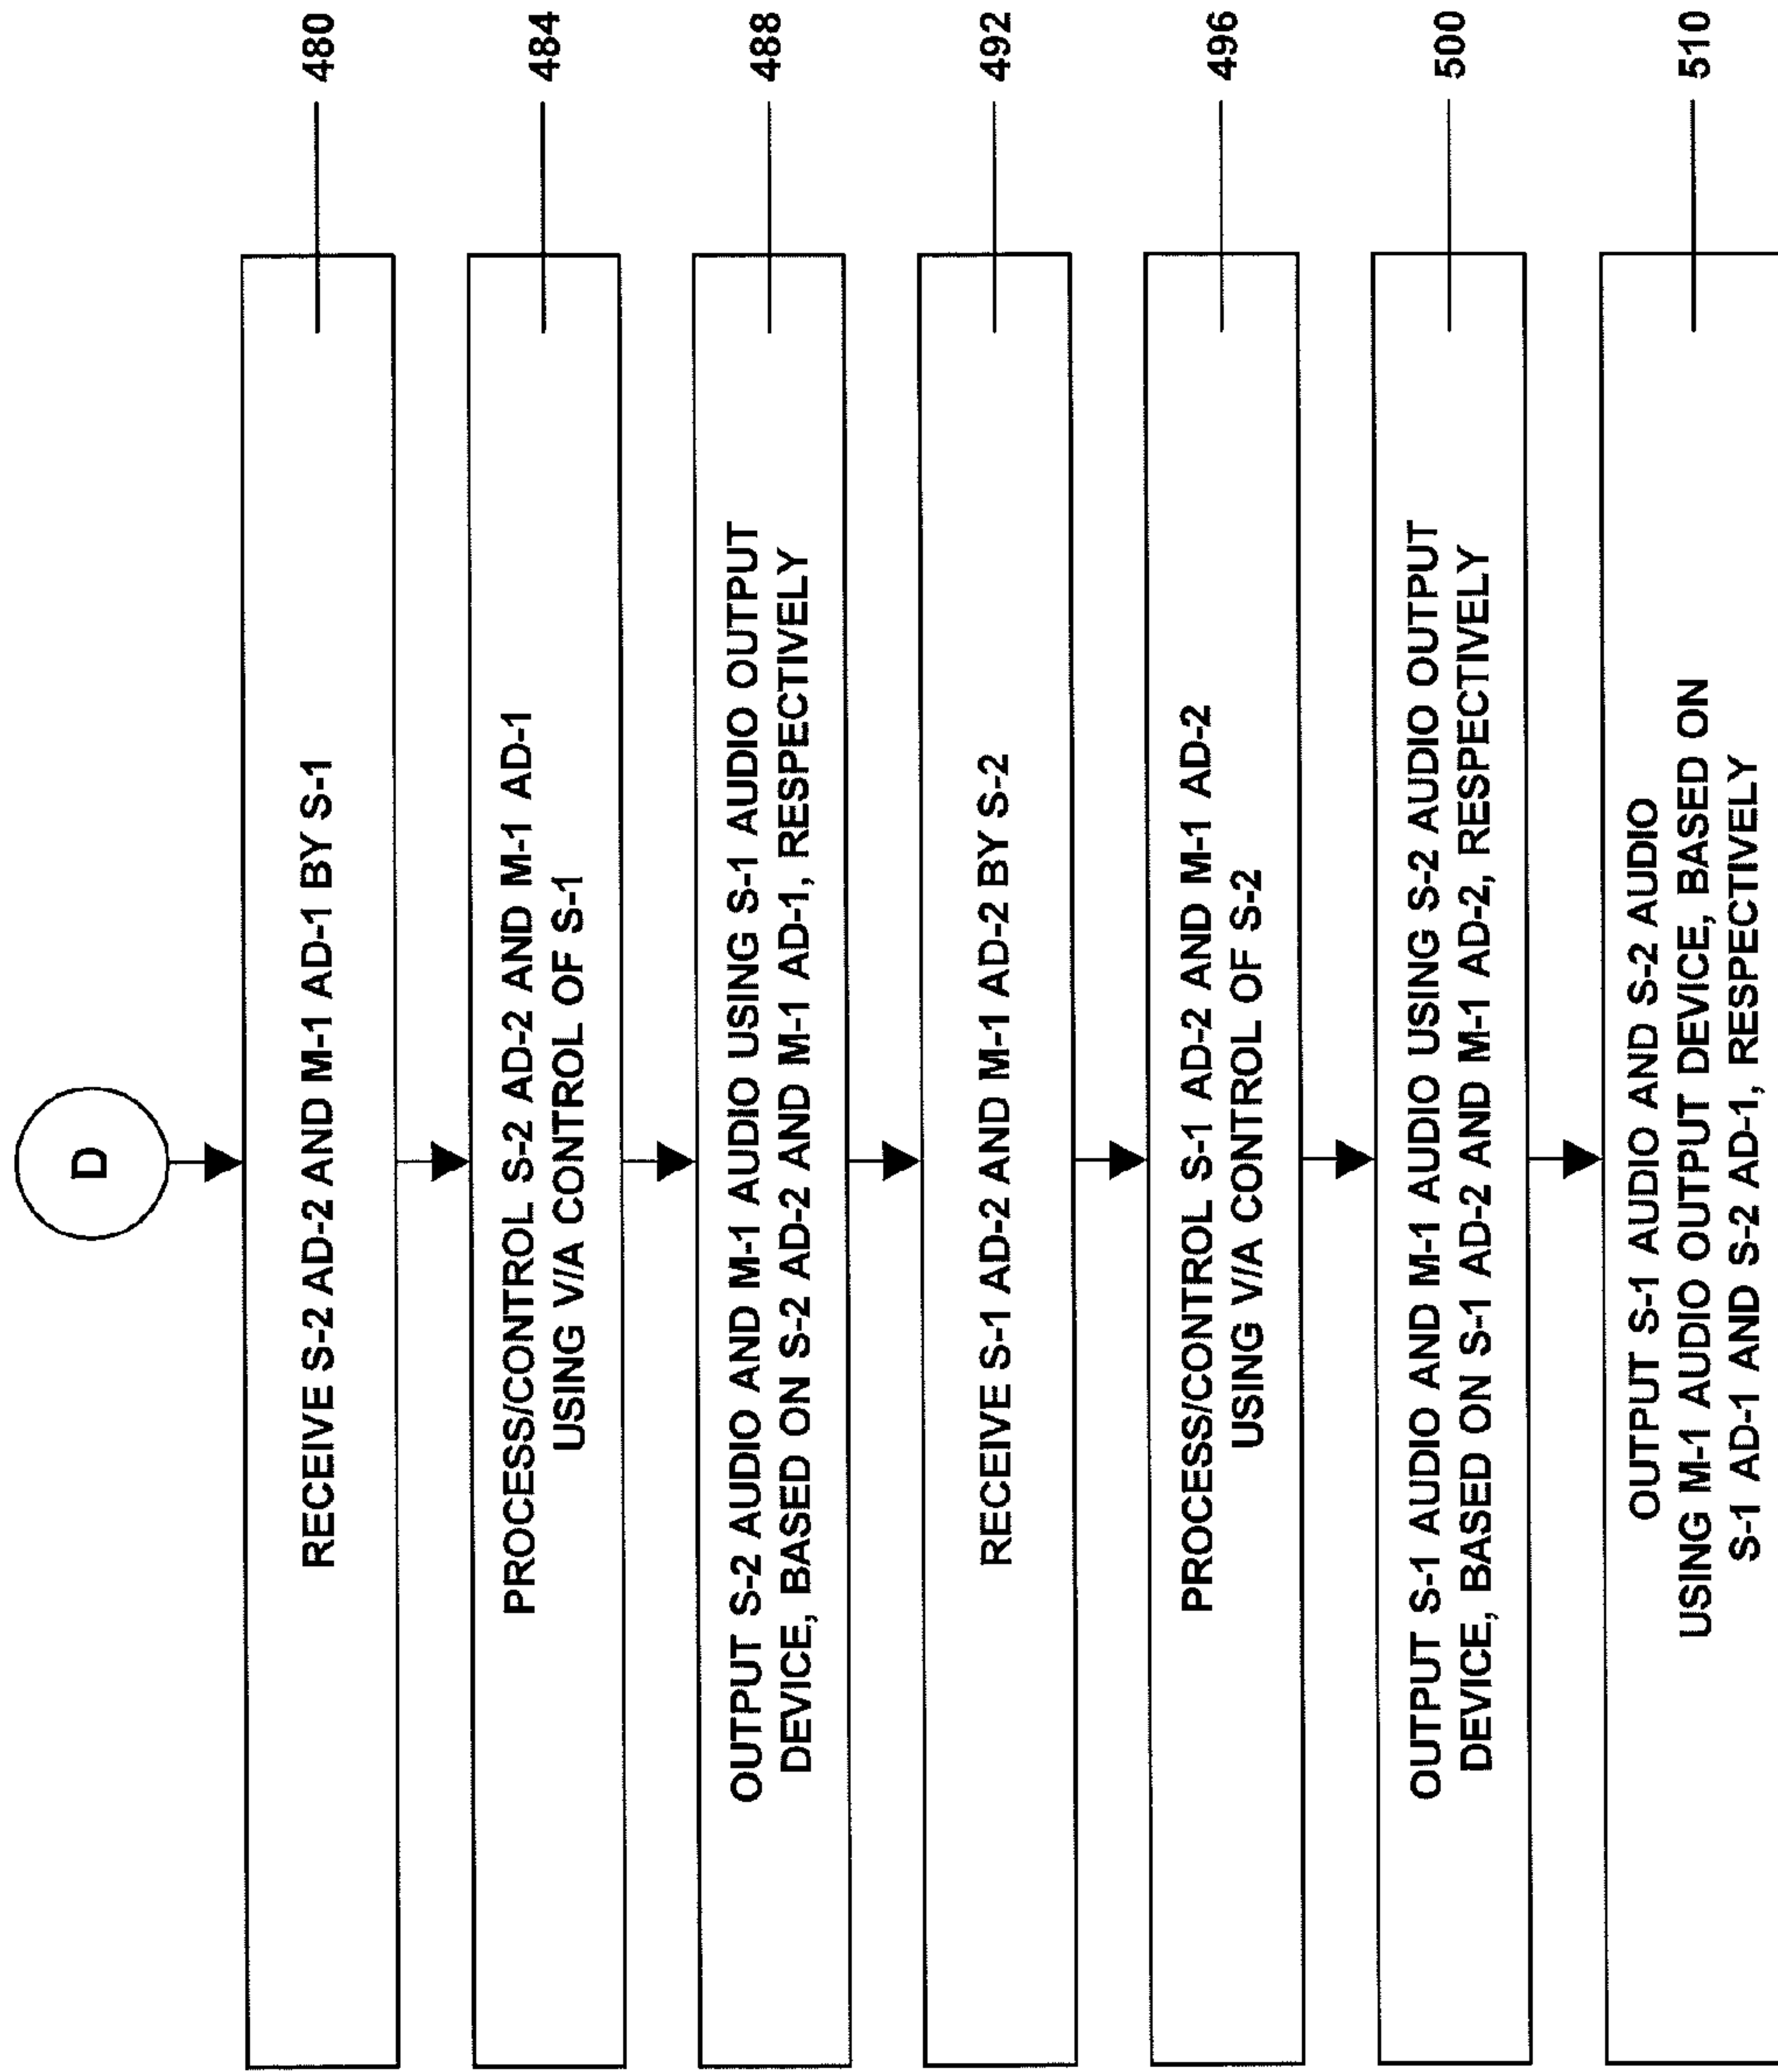 D
RECEIVE S-2 AD-2 AND M-1 AD-1 BY S-1
480
PROCESS/CONTROL S-2 AD-2 AND M-1 AD-1
USING V/A CONTROL OF S-1
484
OUTPUT S-2 AUDIO AND M-1 AUDIO USING S-1 AUDIO OUTPUT
DEVICE, BASED ON S-2 AD-2 AND M-1 AD-1, RESPECTIVELY
488
RECEIVE S-1 AD-2 AND M-1 AD-2 BY S-2
492
PROCESS/CONTROL S-1 AD-2 AND M-1 AD-2
USING V/A CONTROL OF S-2
496
OUTPUT S-1 AUDIO AND M-1 AUDIO USING S-2 AUDIO OUTPUT
DEVICE, BASED ON S-1 AD-2 AND M-1 AD-2, RESPECTIVELY
500
OUTPUT S-1 AUDIO AND S-2 AUDIO
USING M-1 AUDIO OUTPUT DEVICE, BASED ON
S-1 AD-1 AND S-2 AD-1, RESPECTIVELY
510